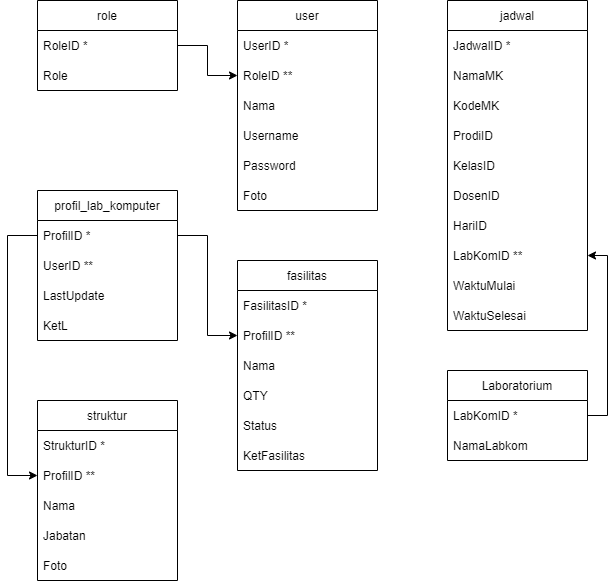 role
RoleID *
Role
user
UserID *
RoleID **
Nama
Username
Password
Foto
jadwal
JadwalID *
NamaMK
KodeMK
ProdiID
KelasID
DosenID
HariID
LabKomID **
WaktuMulai
WaktuSelesai
profil_lab_komputer
ProfilID *
UserID **
LastUpdate
KetL
fasilitas
FasilitasID *
ProfilID **
Nama
QTY
Status
KetFasilitas
Laboratorium
LabKomID *
NamaLabkom
struktur
StrukturID *
ProfilID **
Nama
Jabatan
Foto